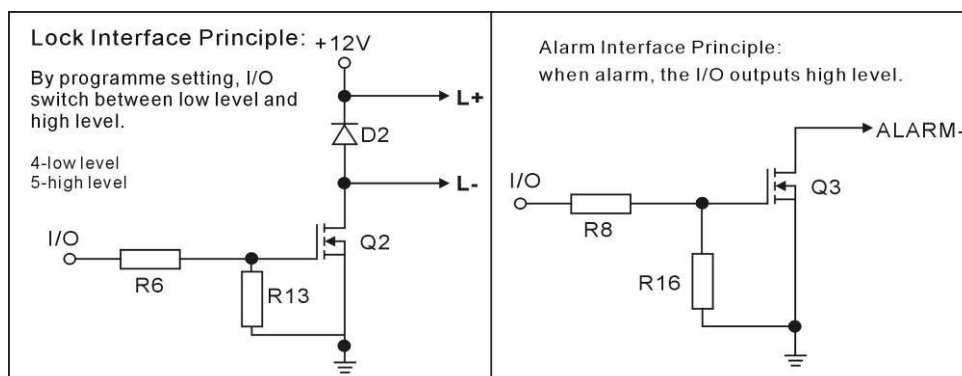 Lock Interface Principle:
+12V
By programme setting, I/O
switch between low level and
high level.
4-low level
5-high level
L+
D2
L-
I/O
Q2
R6
R13
Alarm Interface Principle:
when alarm, the I/O outputs high level.
ALARM-
I/O
Q3
R8
R16